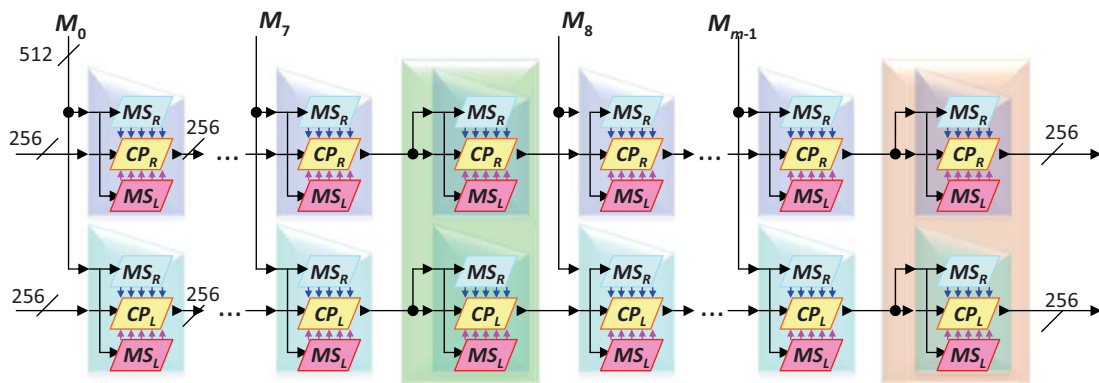 M0 M7 M8 Mm-1
512
MSR MSR MSR MSR MSR MSR
256 CPR 256 ... CPR CPR CPR ... CPR CPR 256
MSL MSL MSL MSL MSL MSL
MSR MSR MSR MSR MSR MSR
256 CPL 256 ... CPL CPL CPL ... CPL CPL 256
MSL MSL MSL MSL MSL MSL